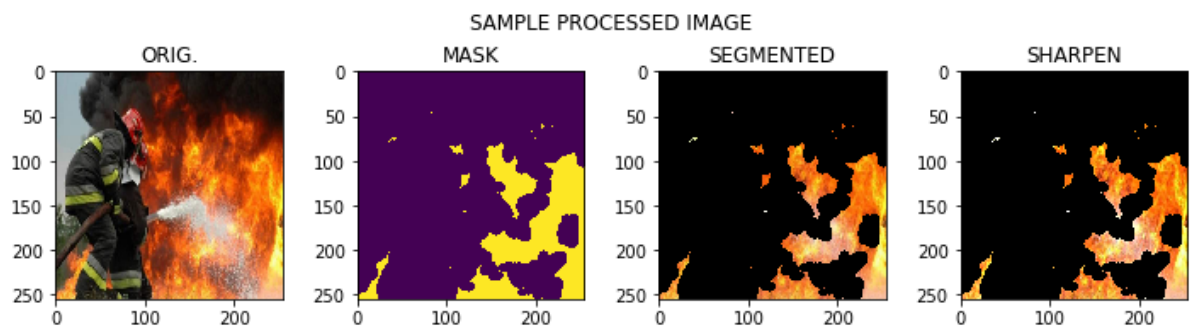 SAMPLE PROCESSED IMAGE
ORIG. MASK SEGMENTED SHARPEN
0 0 0 0
50 50 50 50
100 100 100 100
150 150 150 150
200 200 200 200
250 250 250 250
0 100 200 0 100 200 0 100 200 0 100 200